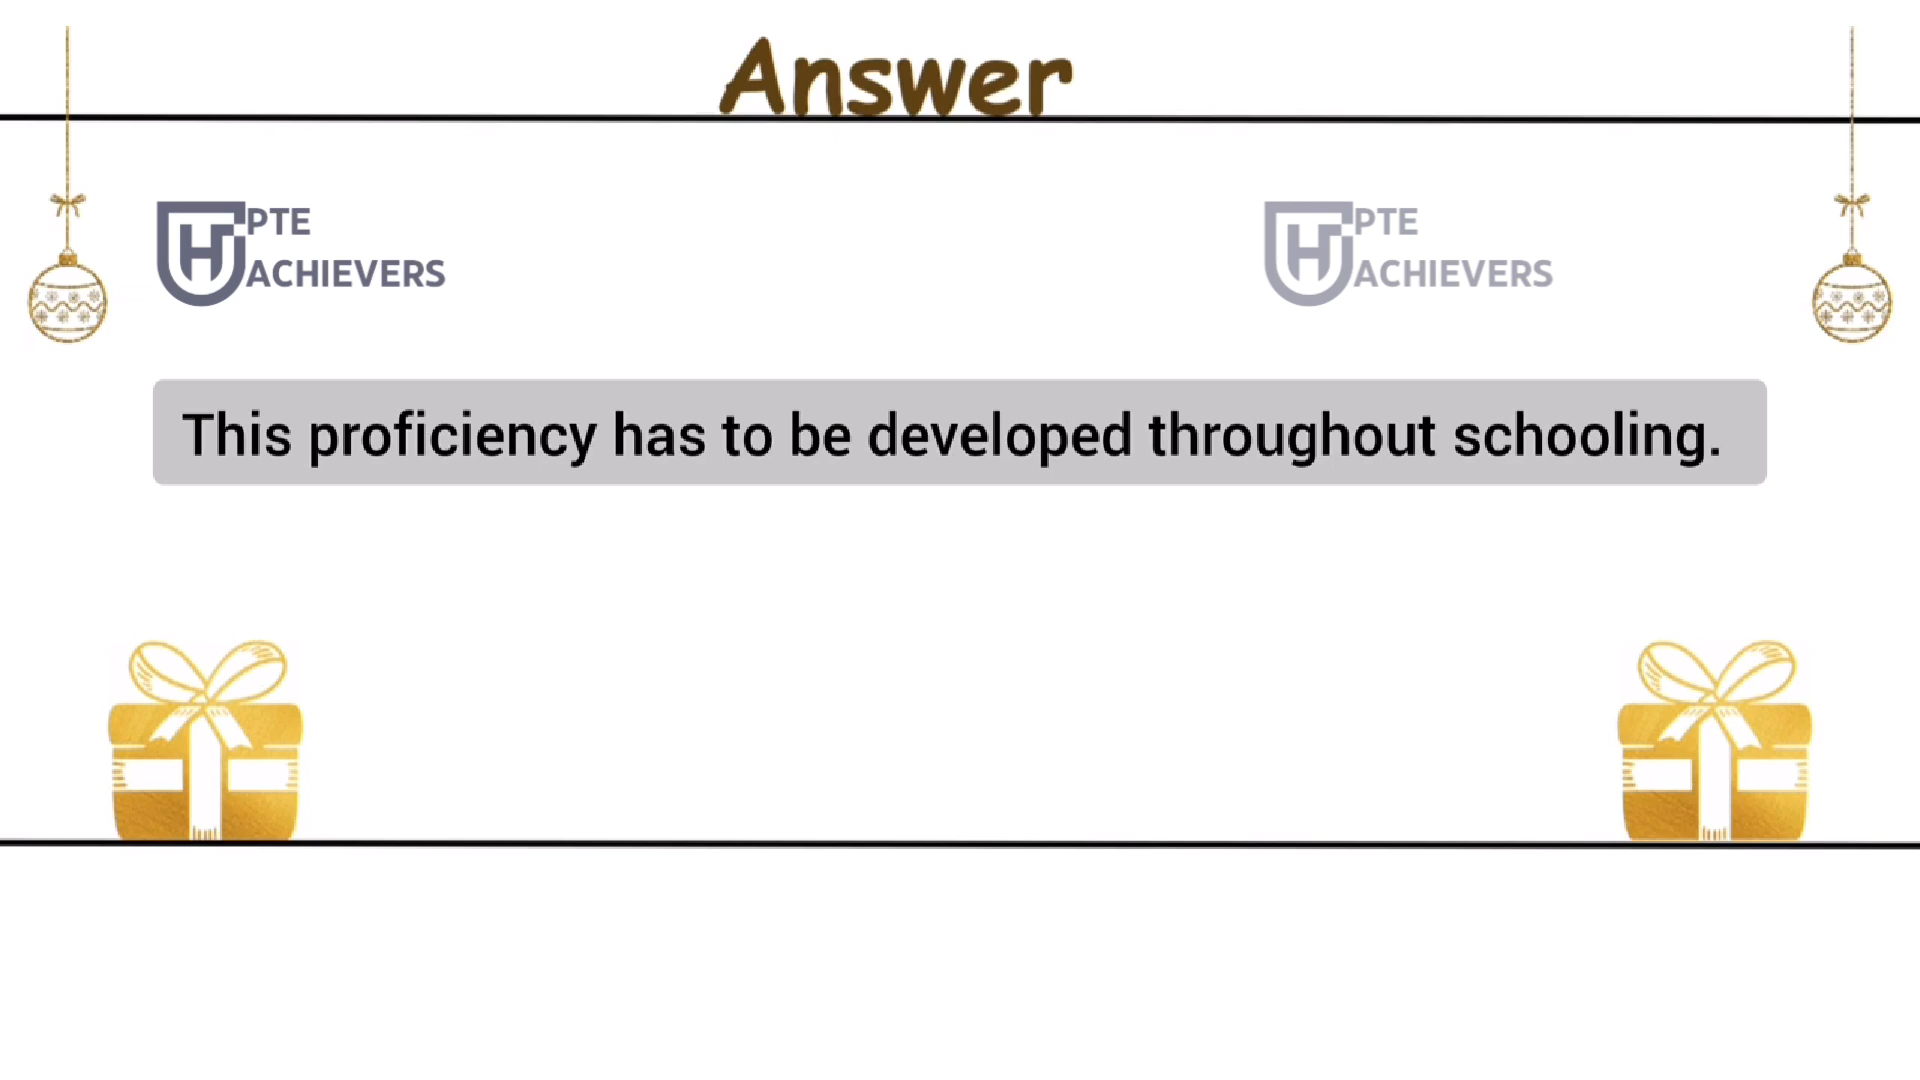 Answer
PTE
ACHIEVERS
PTE
ACHIEVERS
This proficiency has to be developed throughout schooling.